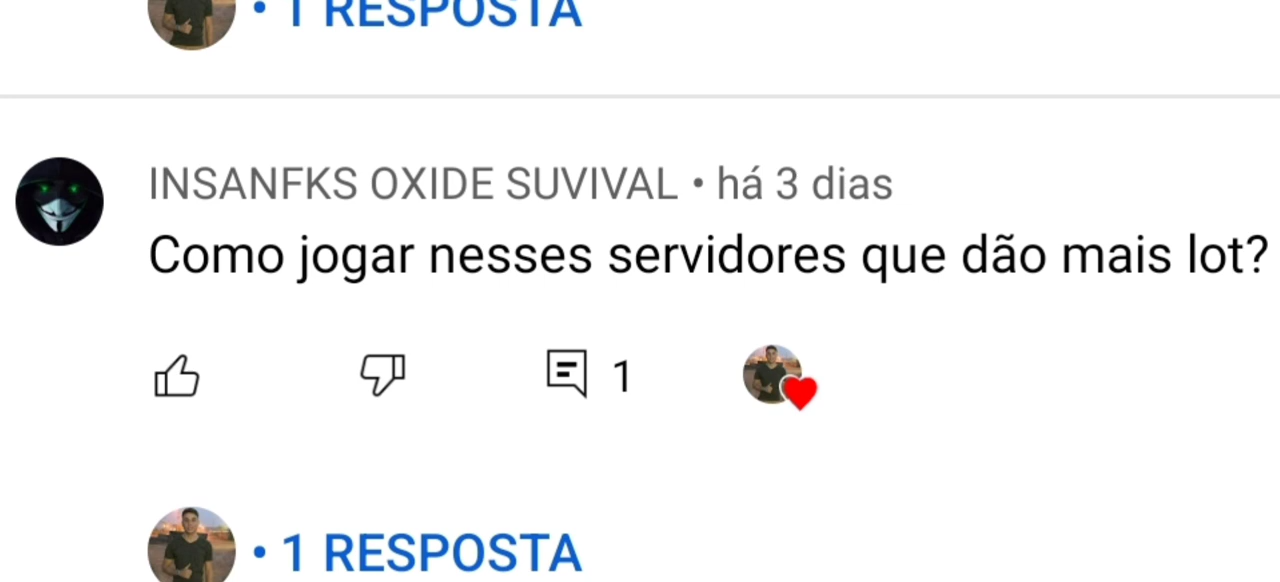 • 1 RESPOSTA
INSANFKS OXIDE SUVIVAL • há 3 dias
Como jogar nesses servidores que dão mais lot?
1
• 1 RESPOSTA